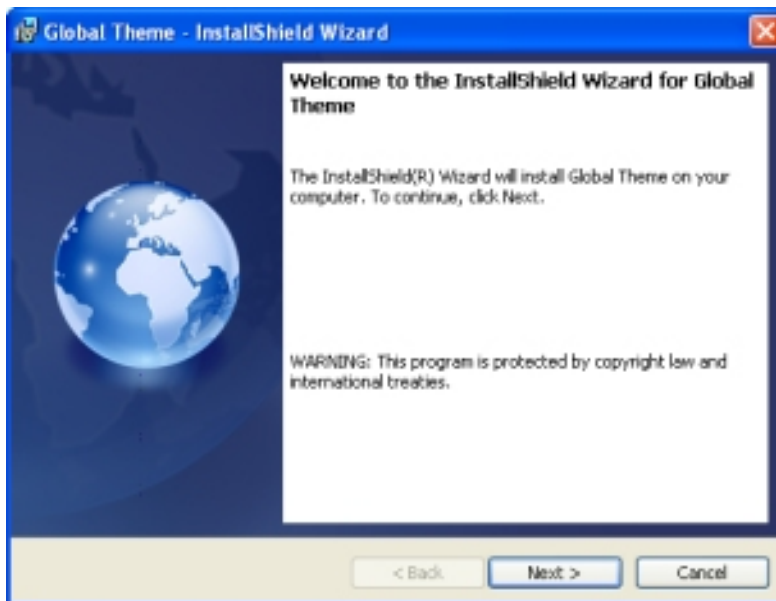 Global Theme - InstallShield Wizard
Welcome to the InstallShield Wizard for Global
Theme
The InstallShield(R) Wizard will install Global Theme on your
computer. To continue, click Next.
WARNING: This program is protected by copyright law and
international treaties.
< Back
Next >
Cancel